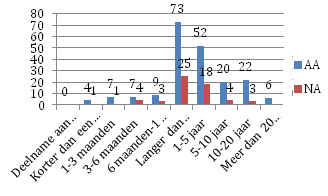 80
70
60
50
40
30
20
10
0
0
4
1
7
1
7
4
9
3
73
25
52
18
20
4
22
3
6
AA
NA
Deelname aan...
Korter dan een...
1-3 maanden
3-6 maanden
6 maanden-1...
Langer dan...
1-5 jaar
5-10 jaar
10-20 jaar
Meer dan 20...